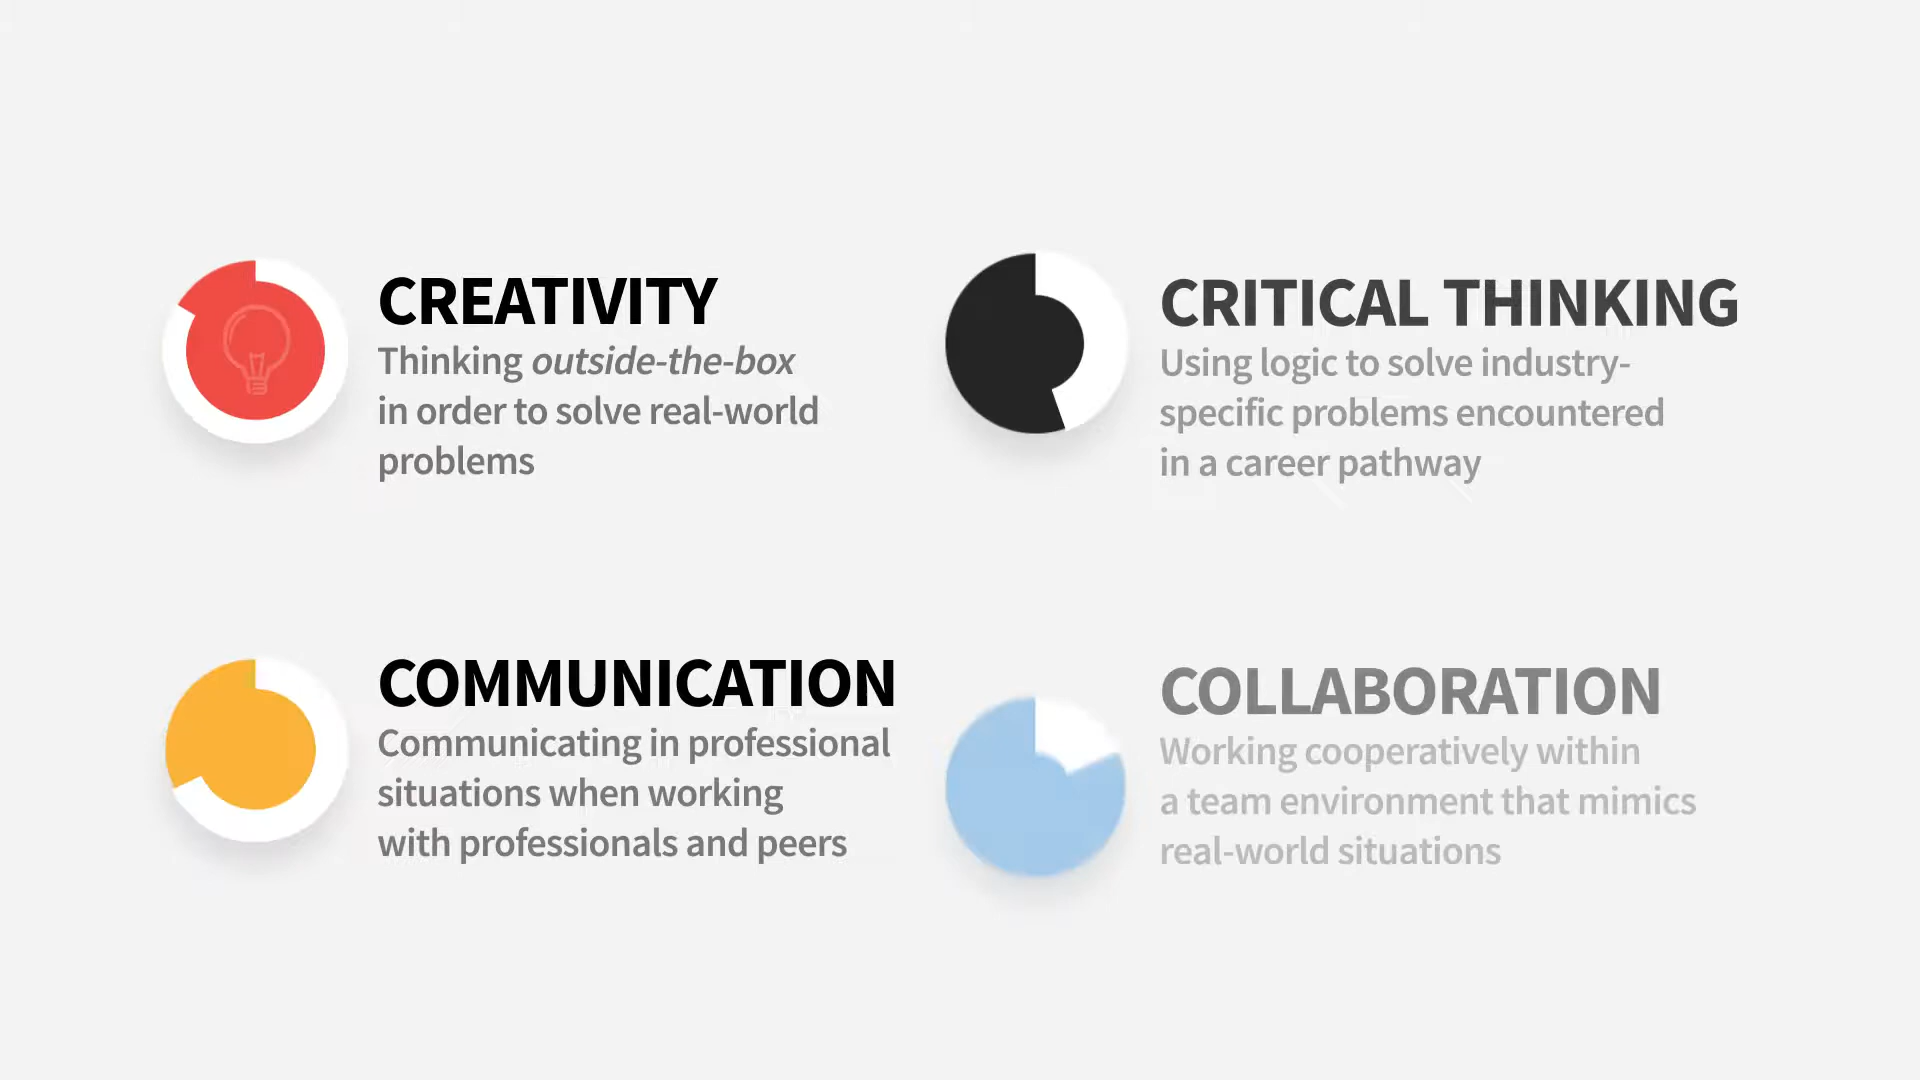 CREATIVITY
Thinking outside-the-box
in order to solve real-world
problems
CRITICAL THINKING
Using logic to solve industry-
specific problems encountered
in a career pathway
COMMUNICATION
Communicating in professional
situations when working
with professionals and peers
COLLABORATION
Working cooperatively within
a team environment that mimics
real-world situations